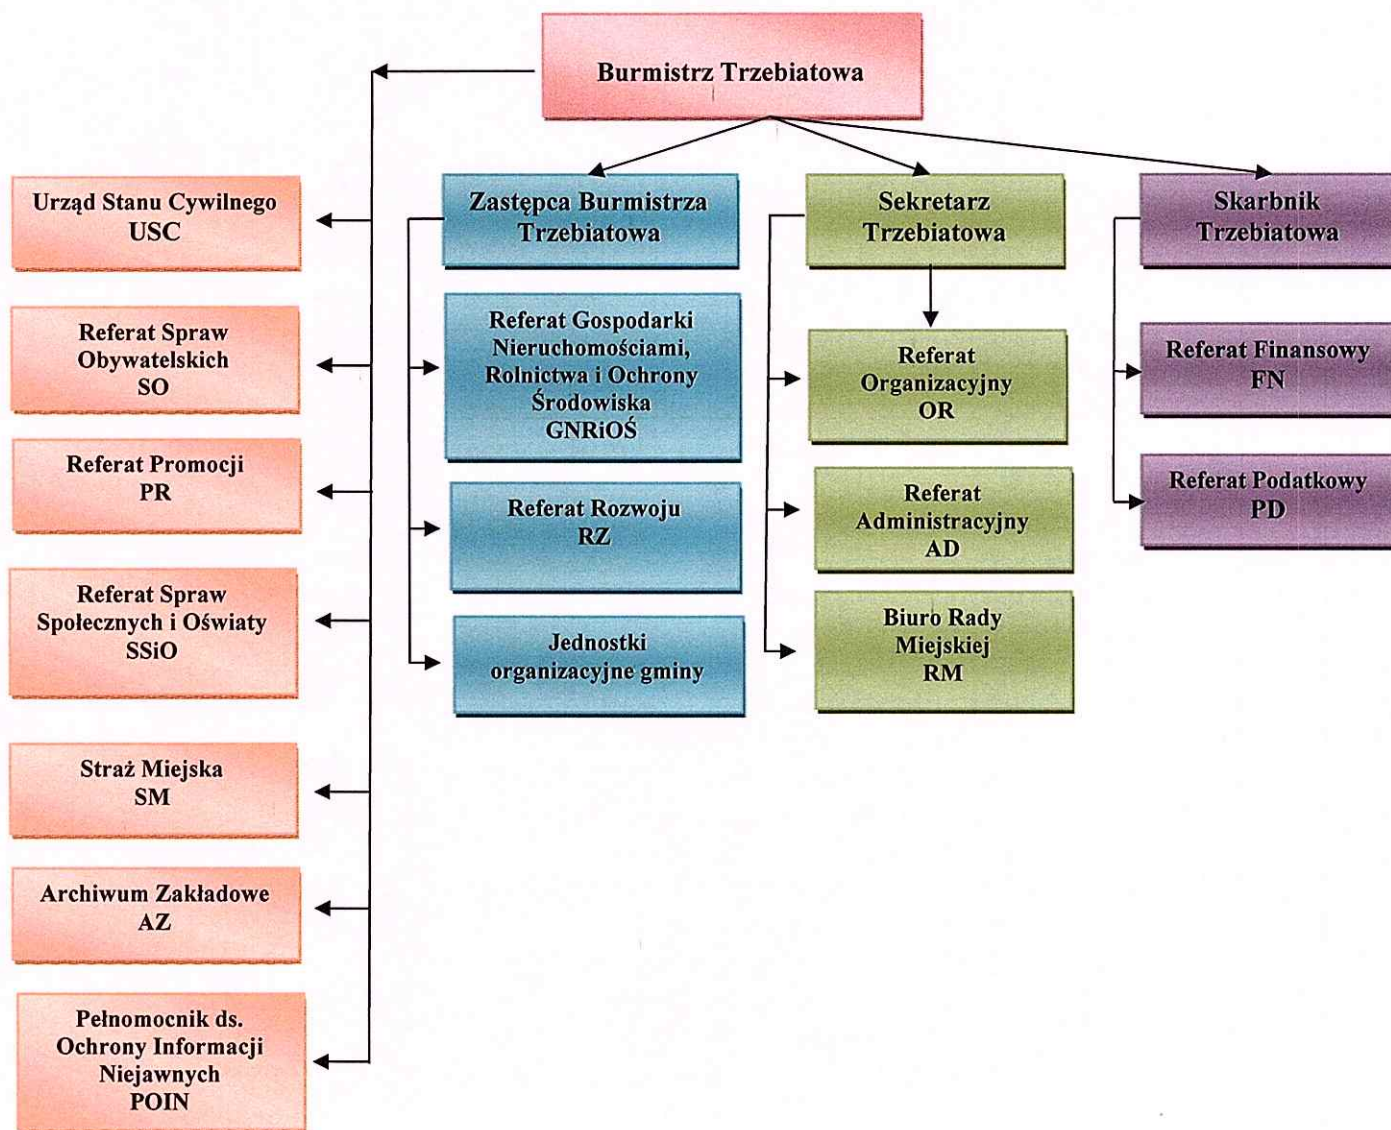 Burmistrz Trzebiatowa
Urząd Stanu Cywilnego
USC
Referat Spraw
Obywatelskich
SO
Referat Promocji
PR
Referat Spraw
Społecznych i Oświaty
SSiO
Straż Miejska
SM
Archiwum Zakładowe
AZ
Pełnomocnik ds.
Ochrony Informacji
Niejawnych
POIN
Zastępca Burmistrza
Trzebiatowa
Referat Gospodarki
Nieruchomościami,
Rolnictwa i Ochrony
Środowiska
GNRiOŚ
Referat Rozwoju
RZ
Jednostki
organizacyjne gminy
Sekretarz
Trzebiatowa
Referat
Organizacyjny
OR
Referat
Administracyjny
AD
Biuro Rady
Miejskiej
RM
Skarbnik
Trzebiatowa
Referat Finansowy
FN
Referat Podatkowy
PD